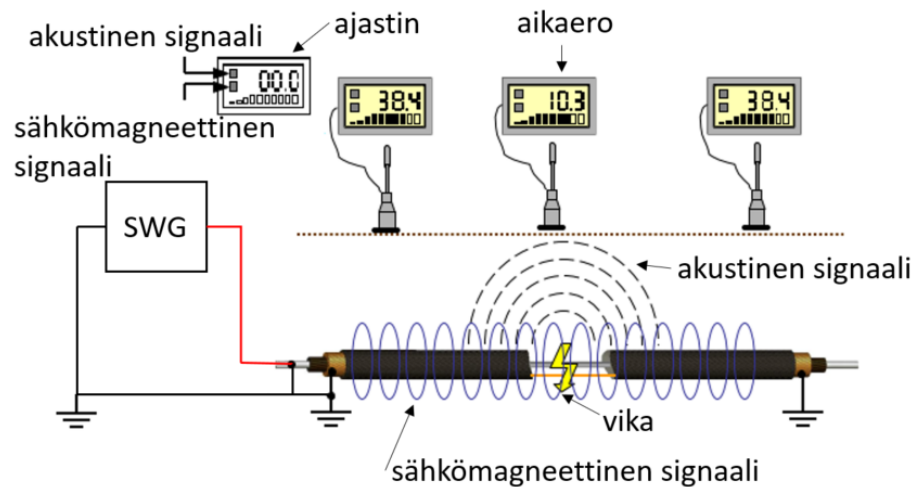 akustinen signaali
ajastin
aikaero
00.0
38.4
10.3
38.4
sähkömagneettinen
signaali
SWG
akustinen signaali
vika
sähkömagneettinen signaali